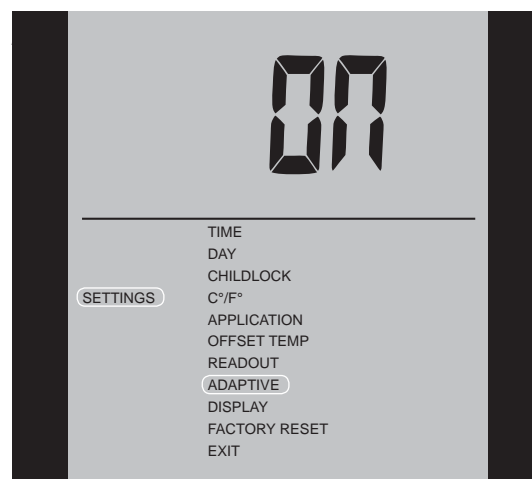 ON
TIME
DAY
CHILDLOCK
SETTINGS C°/F°
APPLICATION
OFFSET TEMP
READOUT
ADAPTIVE
DISPLAY
FACTORY RESET
EXIT